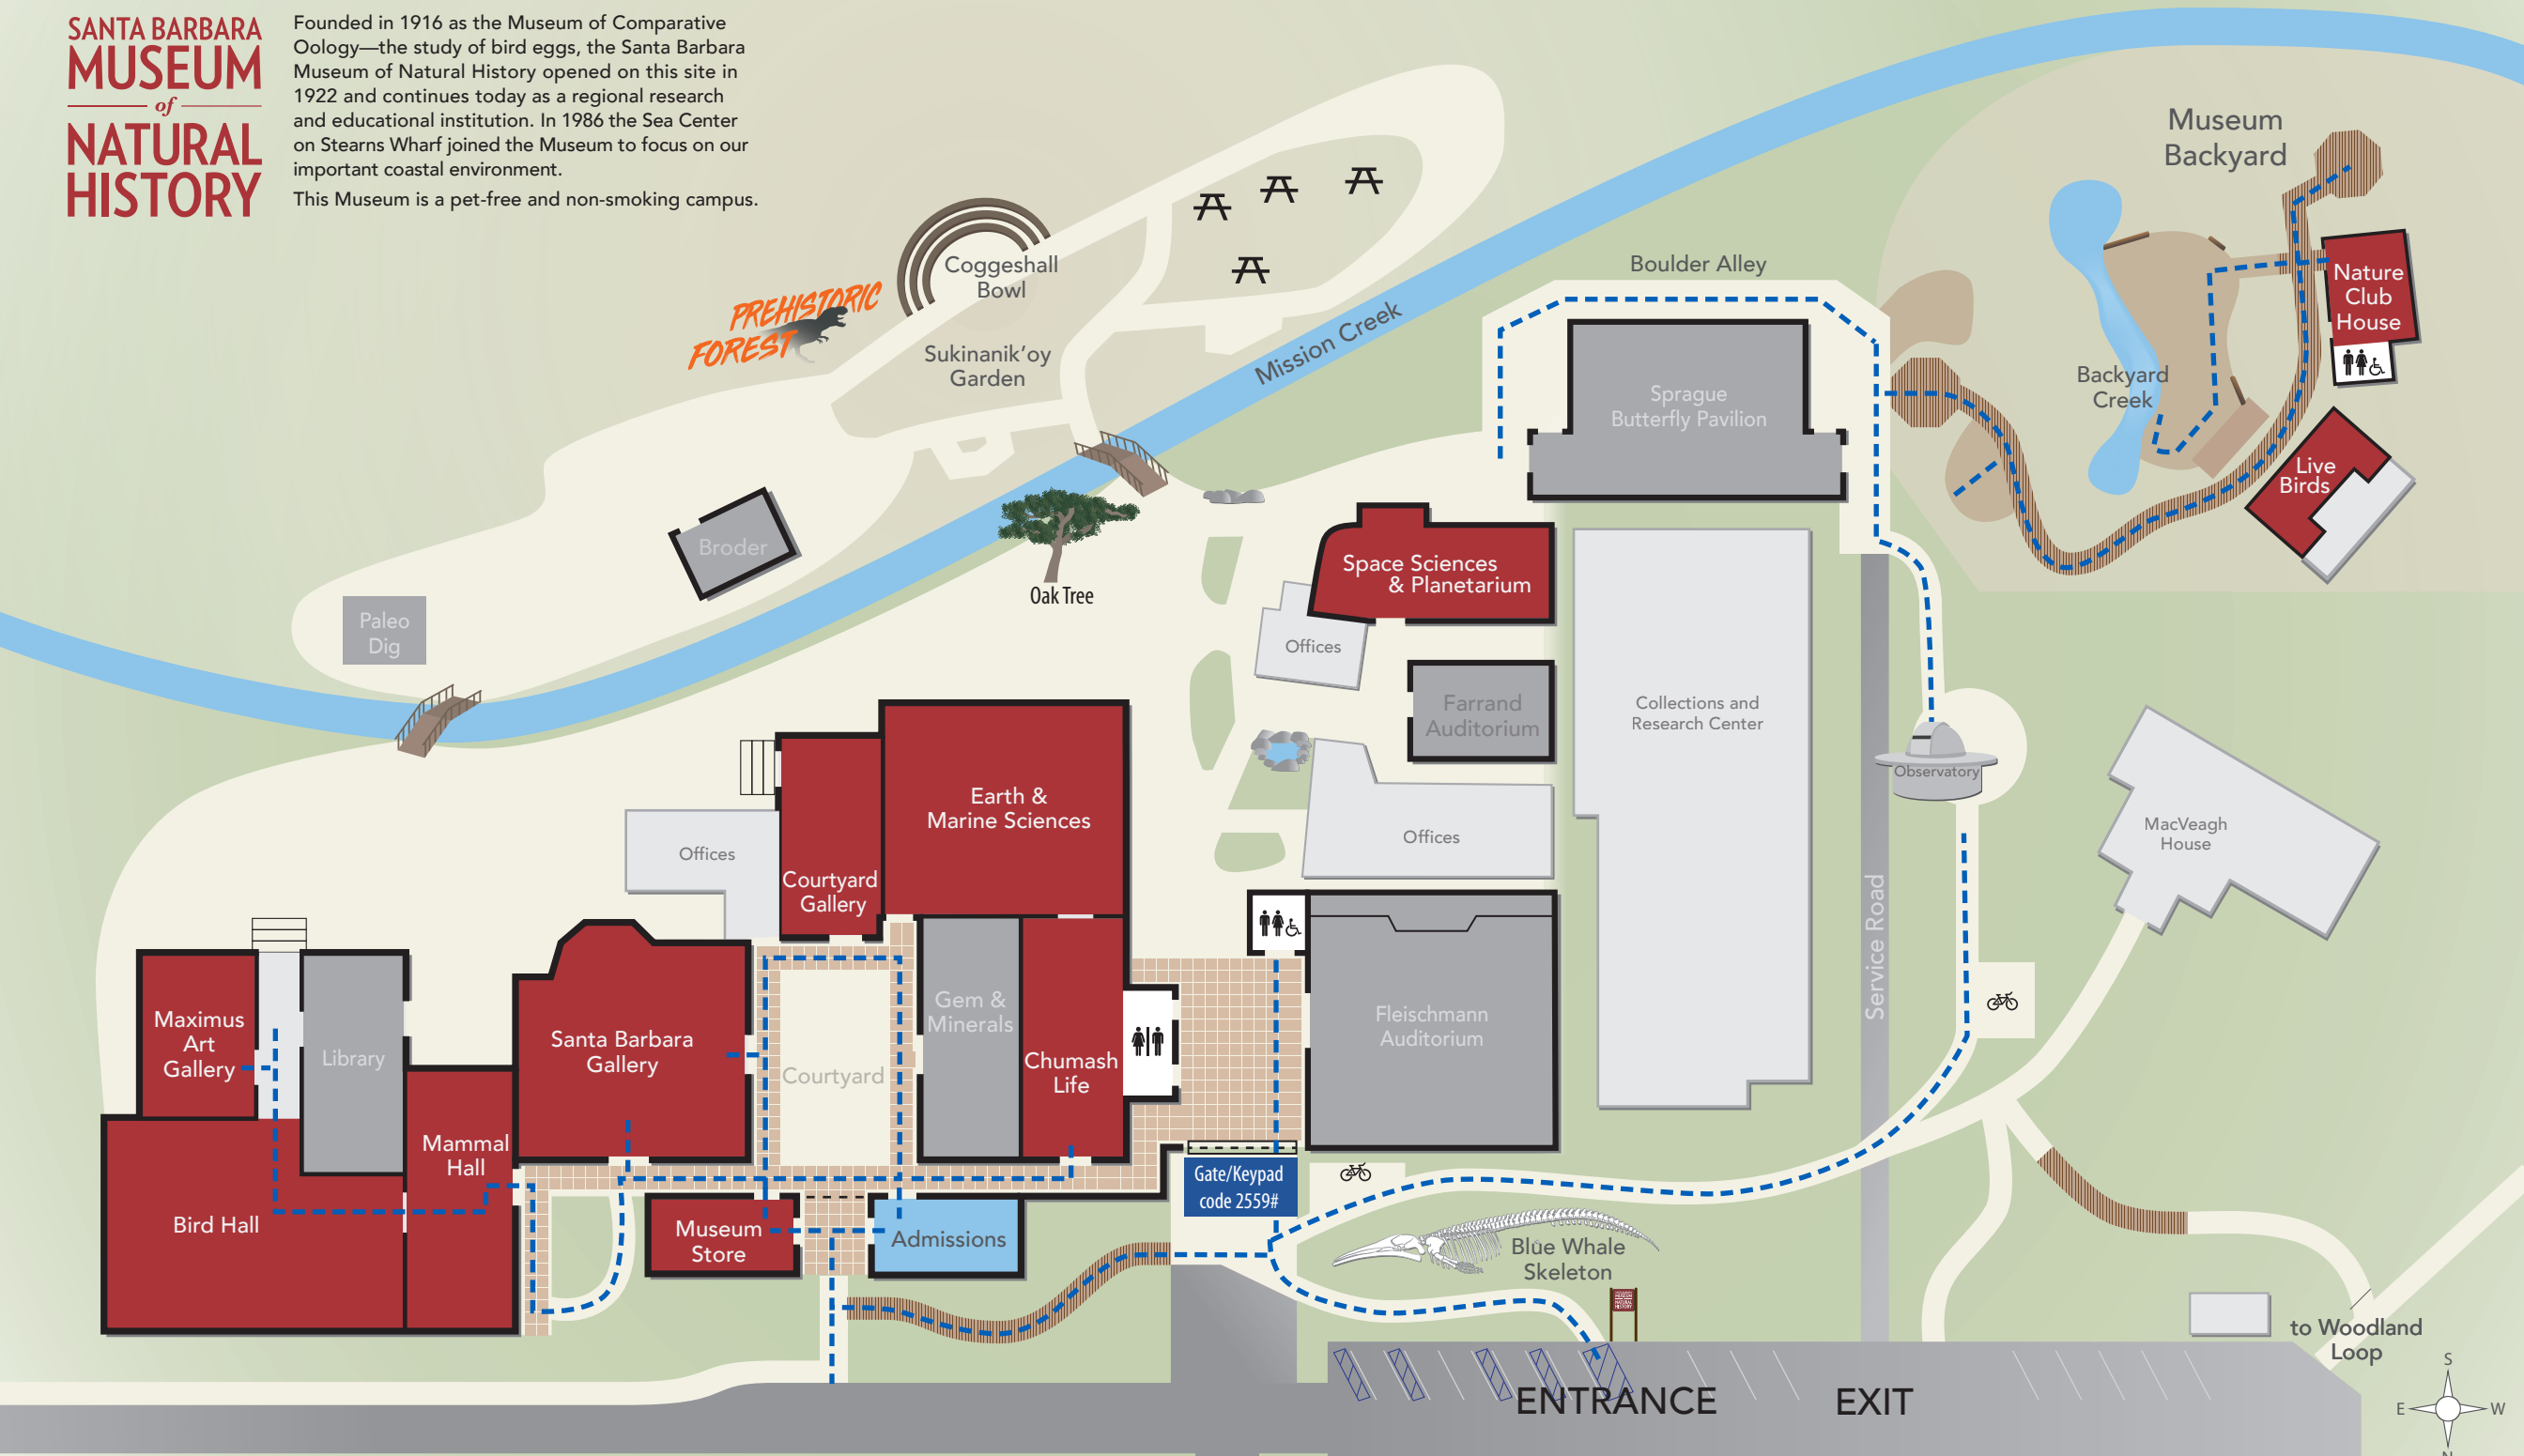 SANTA BARBARA
MUSEUM
of
NATURAL
HISTORY
Founded in 1916 as the Museum of Comparative
Oology—the study of bird eggs, the Santa Barbara
Museum of Natural History opened on this site in
1922 and continues today as a regional research
and educational institution. In 1986 the Sea Center
on Stearns Wharf joined the Museum to focus on our
important coastal environment.
This Museum is a pet-free and non-smoking campus.
Museum
Backyard
Coggeshall
Bowl
PREHISTORIC
FOREST
Sukinanik’oy
Garden
Mission Creek
Boulder Alley
Nature
Club
House
Sprague
Butterfly Pavilion
Backyard
Creek
Live
Birds
Broder
Oak Tree
Space Sciences
& Planetarium
Paleo
Dig
Offices
Farrand
Auditorium
Collections and
Research Center
Observatory
Earth &
Marine Sciences
Offices
MacVeagh
House
Offices
Courtyard
Gallery
Service Road
Maximus
Art
Gallery
Library
Santa Barbara
Gallery
Courtyard
Gem &
Minerals
Chumash
Life
Fleischmann
Auditorium
Mammal
Hall
Bird Hall
Gate/Keypad
code 2559#
Museum
Store
Admissions
Blue Whale
Skeleton
MUSEUM
NATURAL
HISTORY
to Woodland
Loop
ENTRANCE
EXIT
S
E
W
N